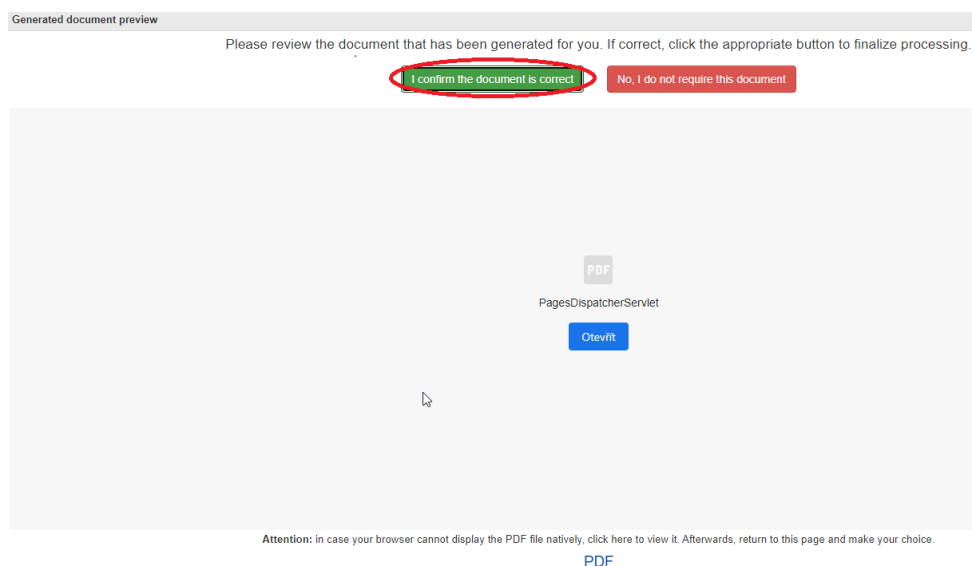 Generated document preview
Please review the document that has been generated for you. If correct, click the appropriate button to finalize processing.
I confirm the document is correct No, I do not require this document
PDF
PagesDispatcherServlet
Otevřít
Attention: in case your browser cannot display the PDF file natively, click here to view it. Afterwards, return to this page and make your choice.
PDF